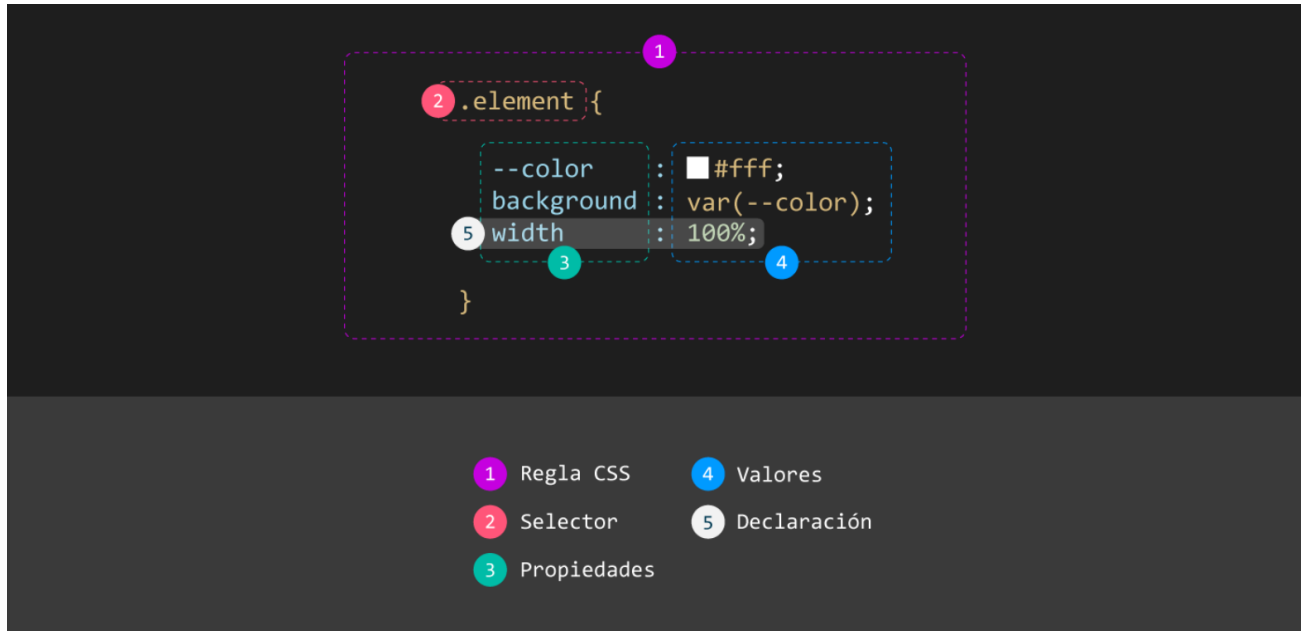 1
2 .element {
--color : #fff;
background : var(--color);
5 width : 100%;
3 4
}
1 Regla CSS 4 Valores
2 Selector 5 Declaración
3 Propiedades